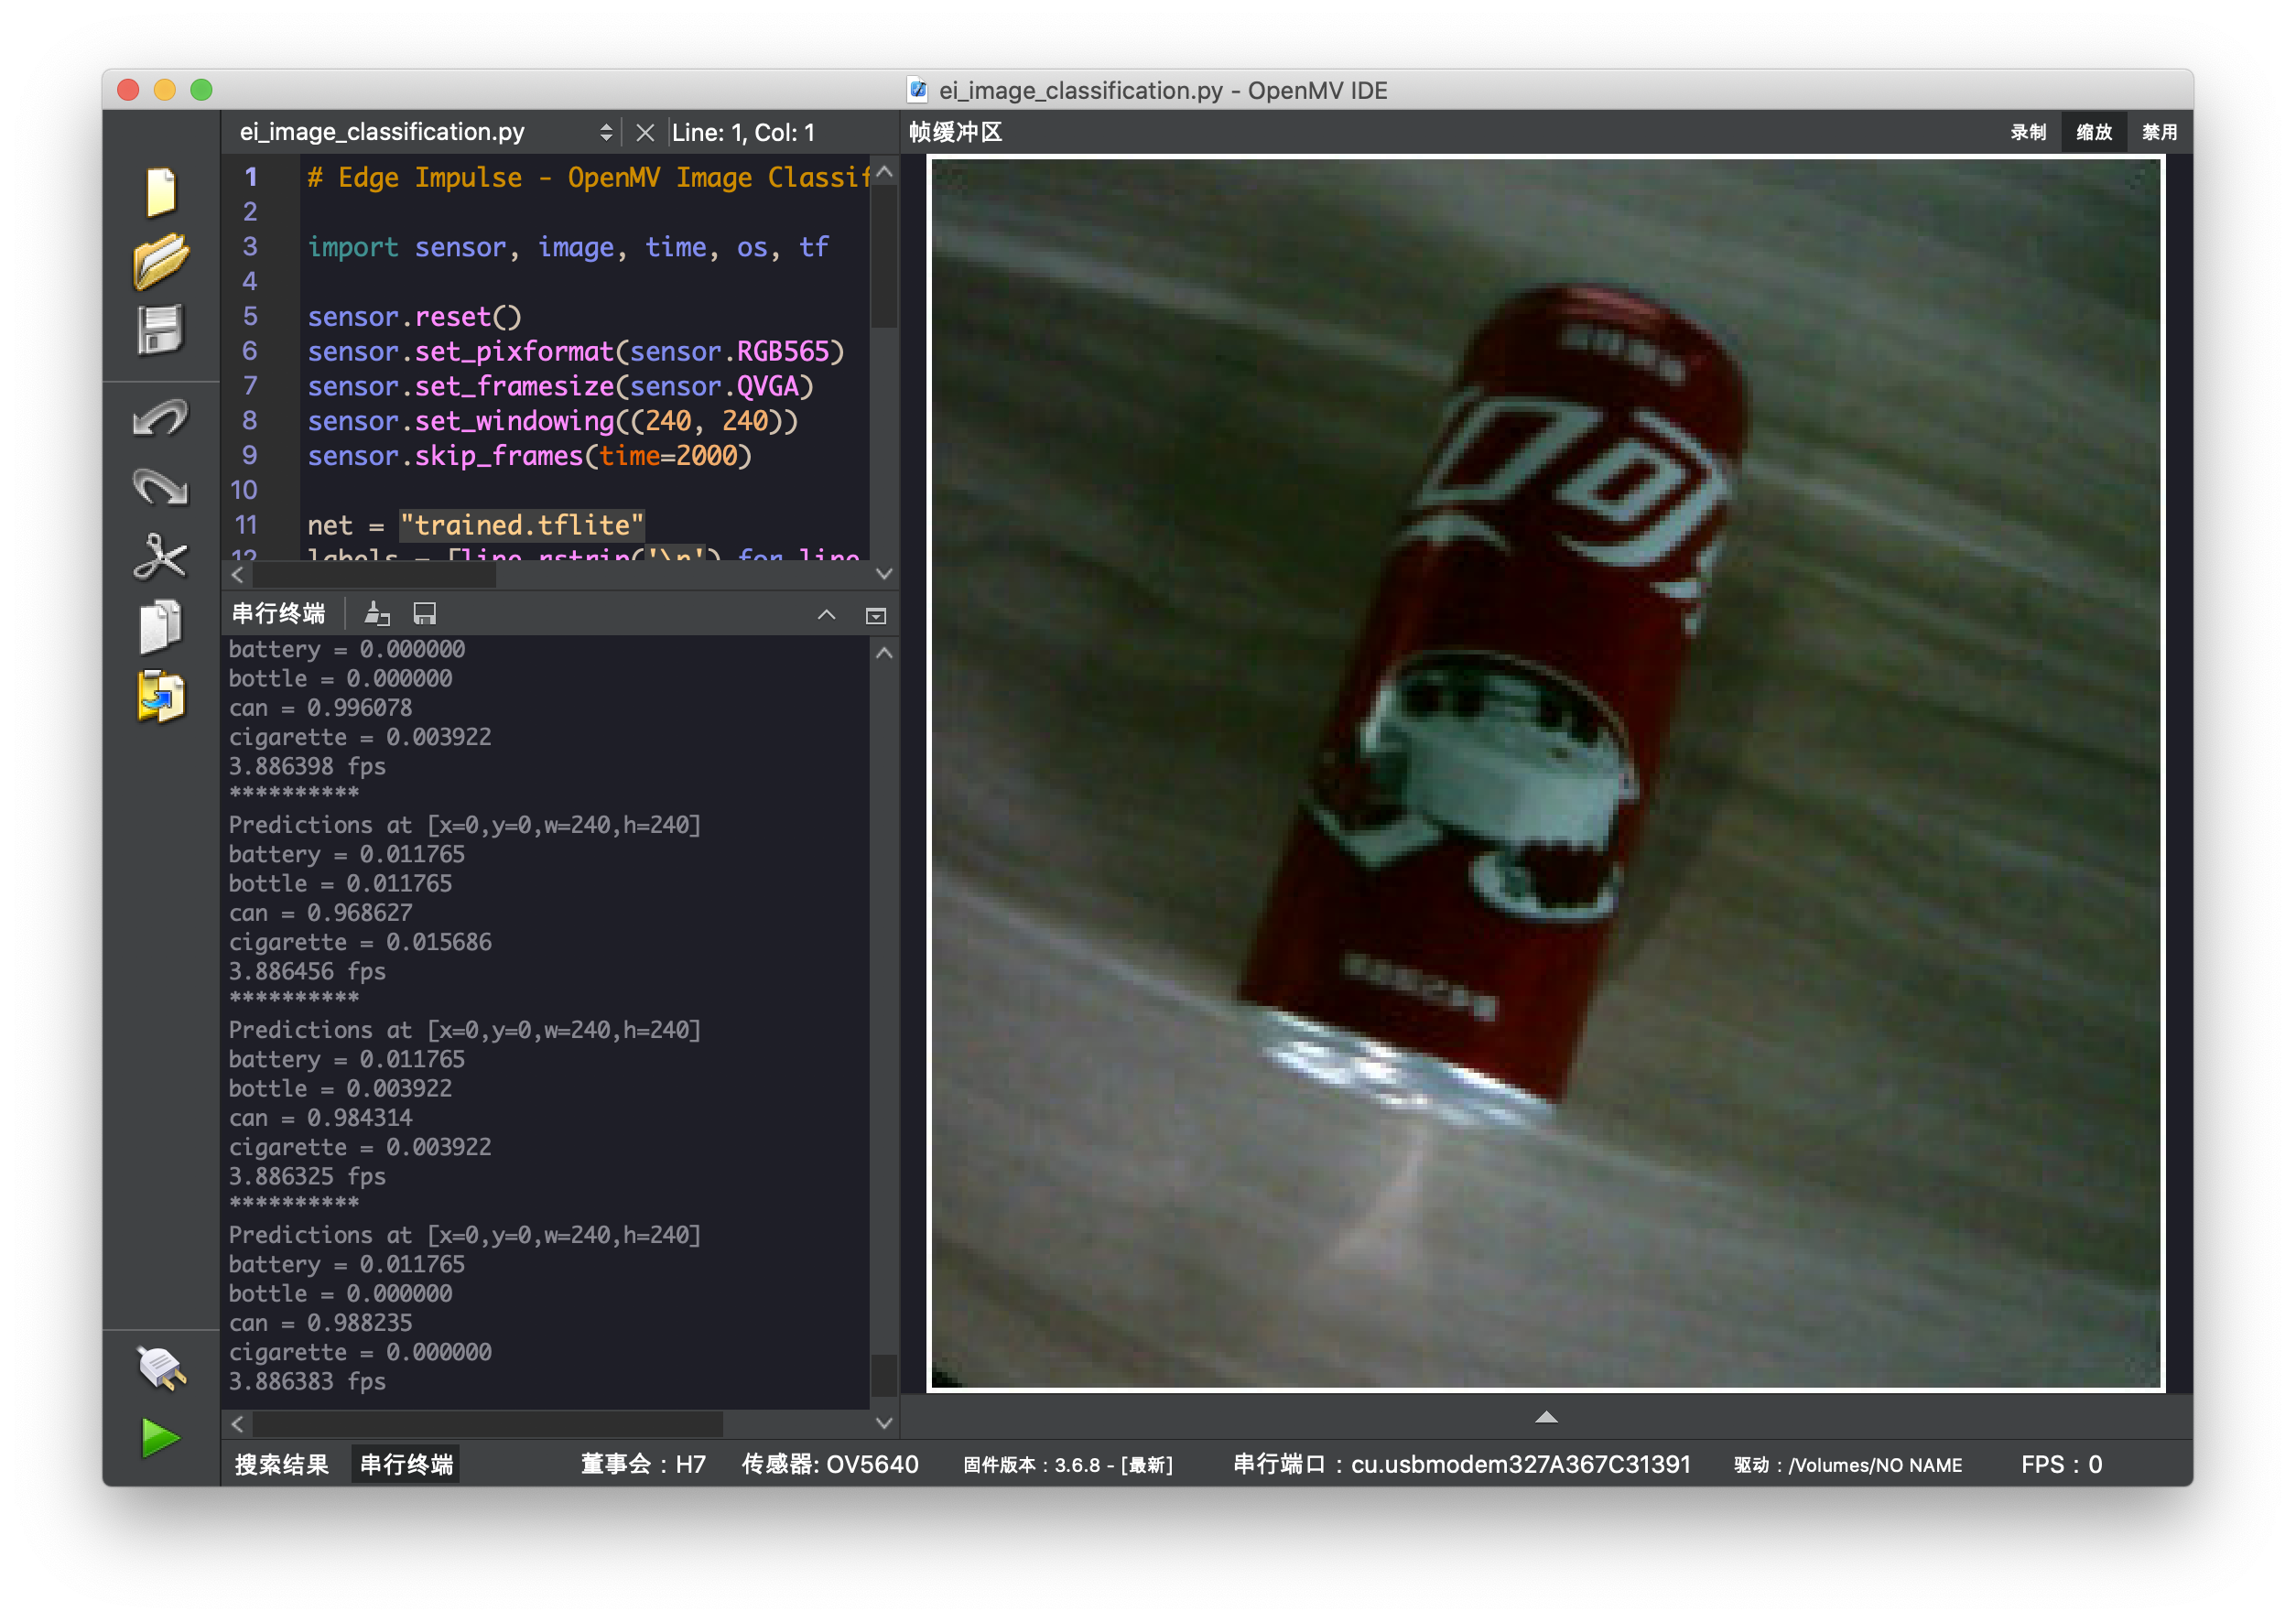 ei_image_classification.py - OpenMV IDE
ei_image_classification.py
Line: 1, Col: 1
1 # Edge Impulse - OpenMV Image Classif
2
3 import sensor, image, time, os, tf
4
5 sensor.reset()
6 sensor.set_pixformat(sensor.RGB565)
7 sensor.set_framesize(sensor.QVGA)
8 sensor.set_windowing((240, 240))
9 sensor.skip_frames(time=2000)
10
11 net = "trained.tflite"
12 labels = [line.rstrip('\n') for line
串行终端
battery = 0.000000
bottle = 0.000000
can = 0.996078
cigarette = 0.003922
3.886398 fps
**********
Predictions at [x=0,y=0,w=240,h=240]
battery = 0.011765
bottle = 0.011765
can = 0.968627
cigarette = 0.015686
3.886456 fps
**********
Predictions at [x=0,y=0,w=240,h=240]
battery = 0.011765
bottle = 0.003922
can = 0.984314
cigarette = 0.003922
3.886325 fps
**********
Predictions at [x=0,y=0,w=240,h=240]
battery = 0.011765
bottle = 0.000000
can = 0.988235
cigarette = 0.000000
3.886383 fps
帧缓冲区
录制 缩放 禁用
搜索结果 串行终端 董事会：H7 传感器: OV5640 固件版本：3.6.8 - [最新] 串行端口：cu.usbmodem327A367C31391 驱动：/Volumes/NO NAME FPS：0